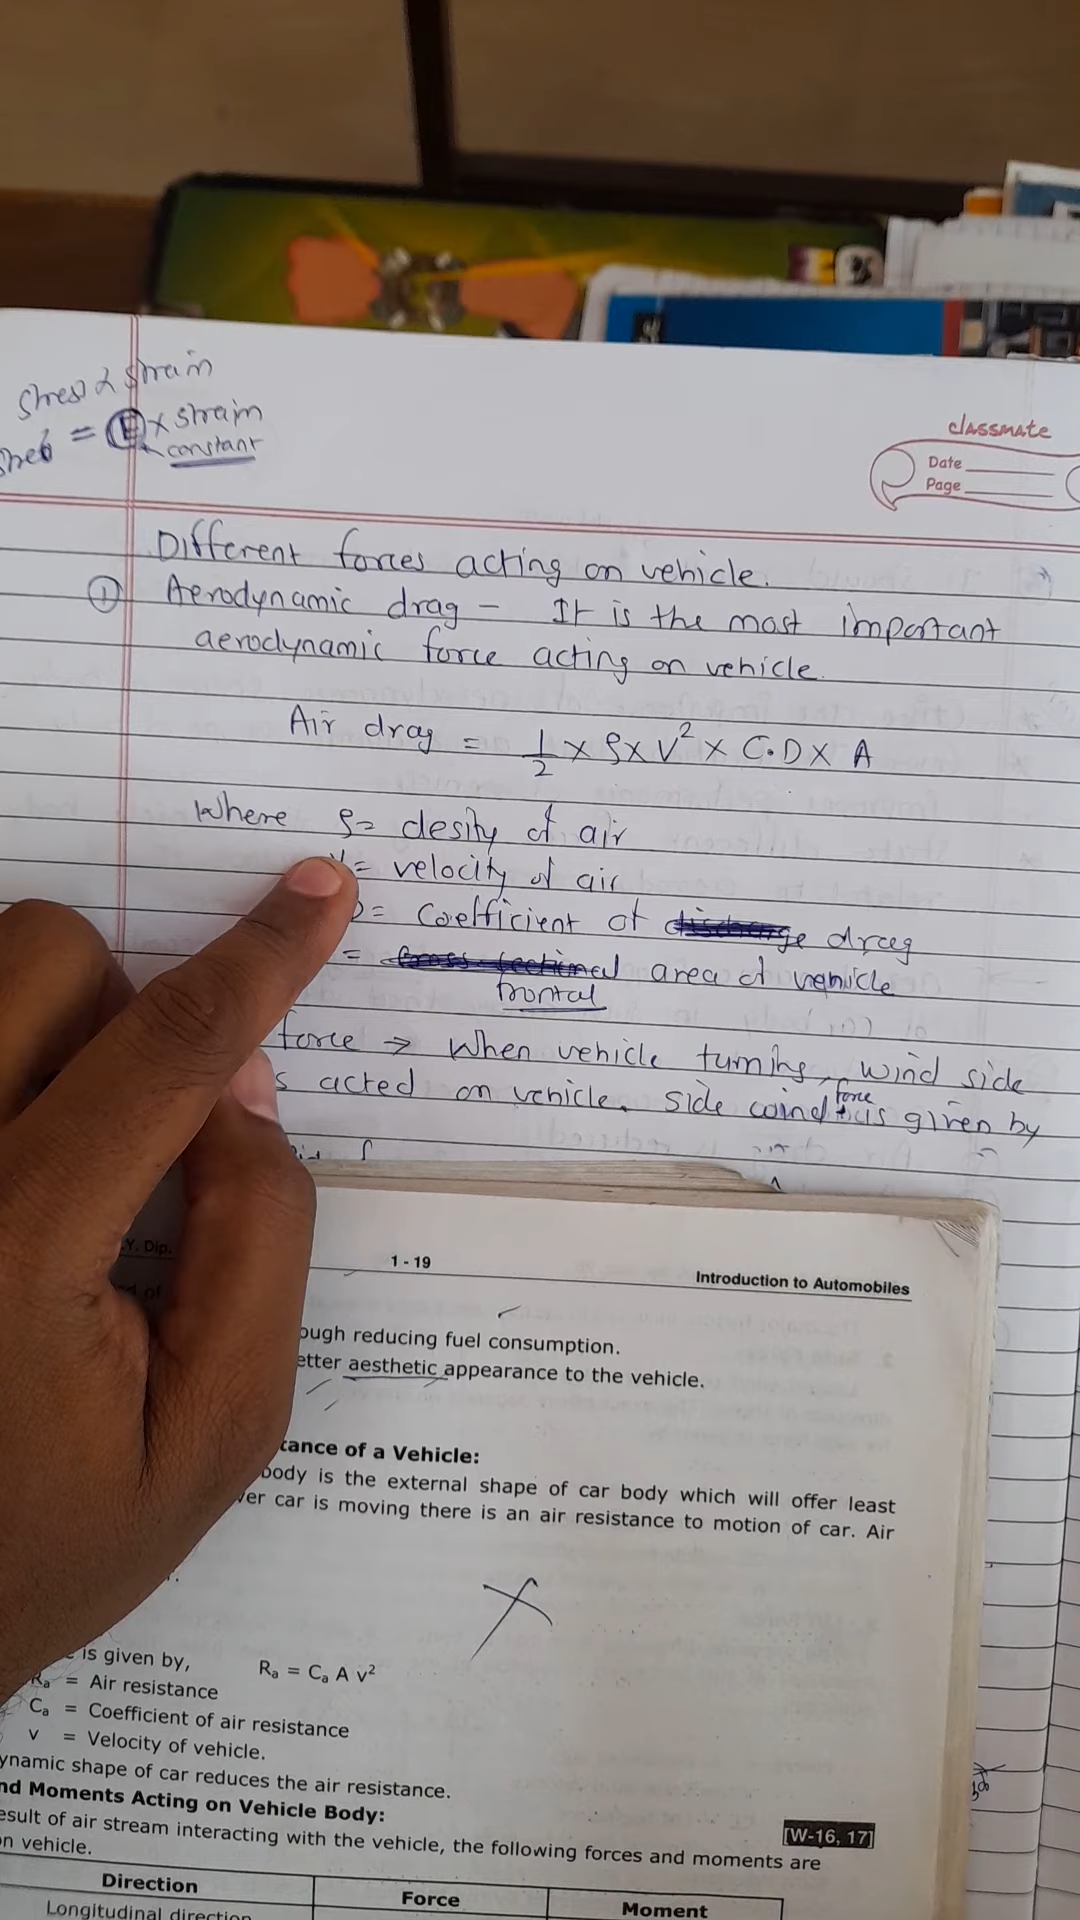 Stress α strain
= E x strain
constant
classmate
Date
Page
Different forces acting on vehicle.
① Aerodynamic drag - It is the most important
aerodynamic force acting on vehicle.
Air drag = 1/2 × ρ × V² × C.D × A
Where ρ = desity of air
V = velocity of air
D = coefficient of drag
= area of vehicle
frontal
force → When vehicle turning, wind side
s acted on vehicle. Side wind force is given by
Y. Dip.
1 - 19
Introduction to Automobiles
ough reducing fuel consumption.
etter aesthetic appearance to the vehicle.
tance of a Vehicle:
body is the external shape of car body which will offer least
ver car is moving there is an air resistance to motion of car. Air
is given by, Rₐ = Cₐ A v²
Rₐ = Air resistance
Cₐ = Coefficient of air resistance
v = Velocity of vehicle.
ynamic shape of car reduces the air resistance.
nd Moments Acting on Vehicle Body:
[W-16, 17]
esult of air stream interacting with the vehicle, the following forces and moments are
on vehicle.
Direction Force Moment
Longitudinal direction